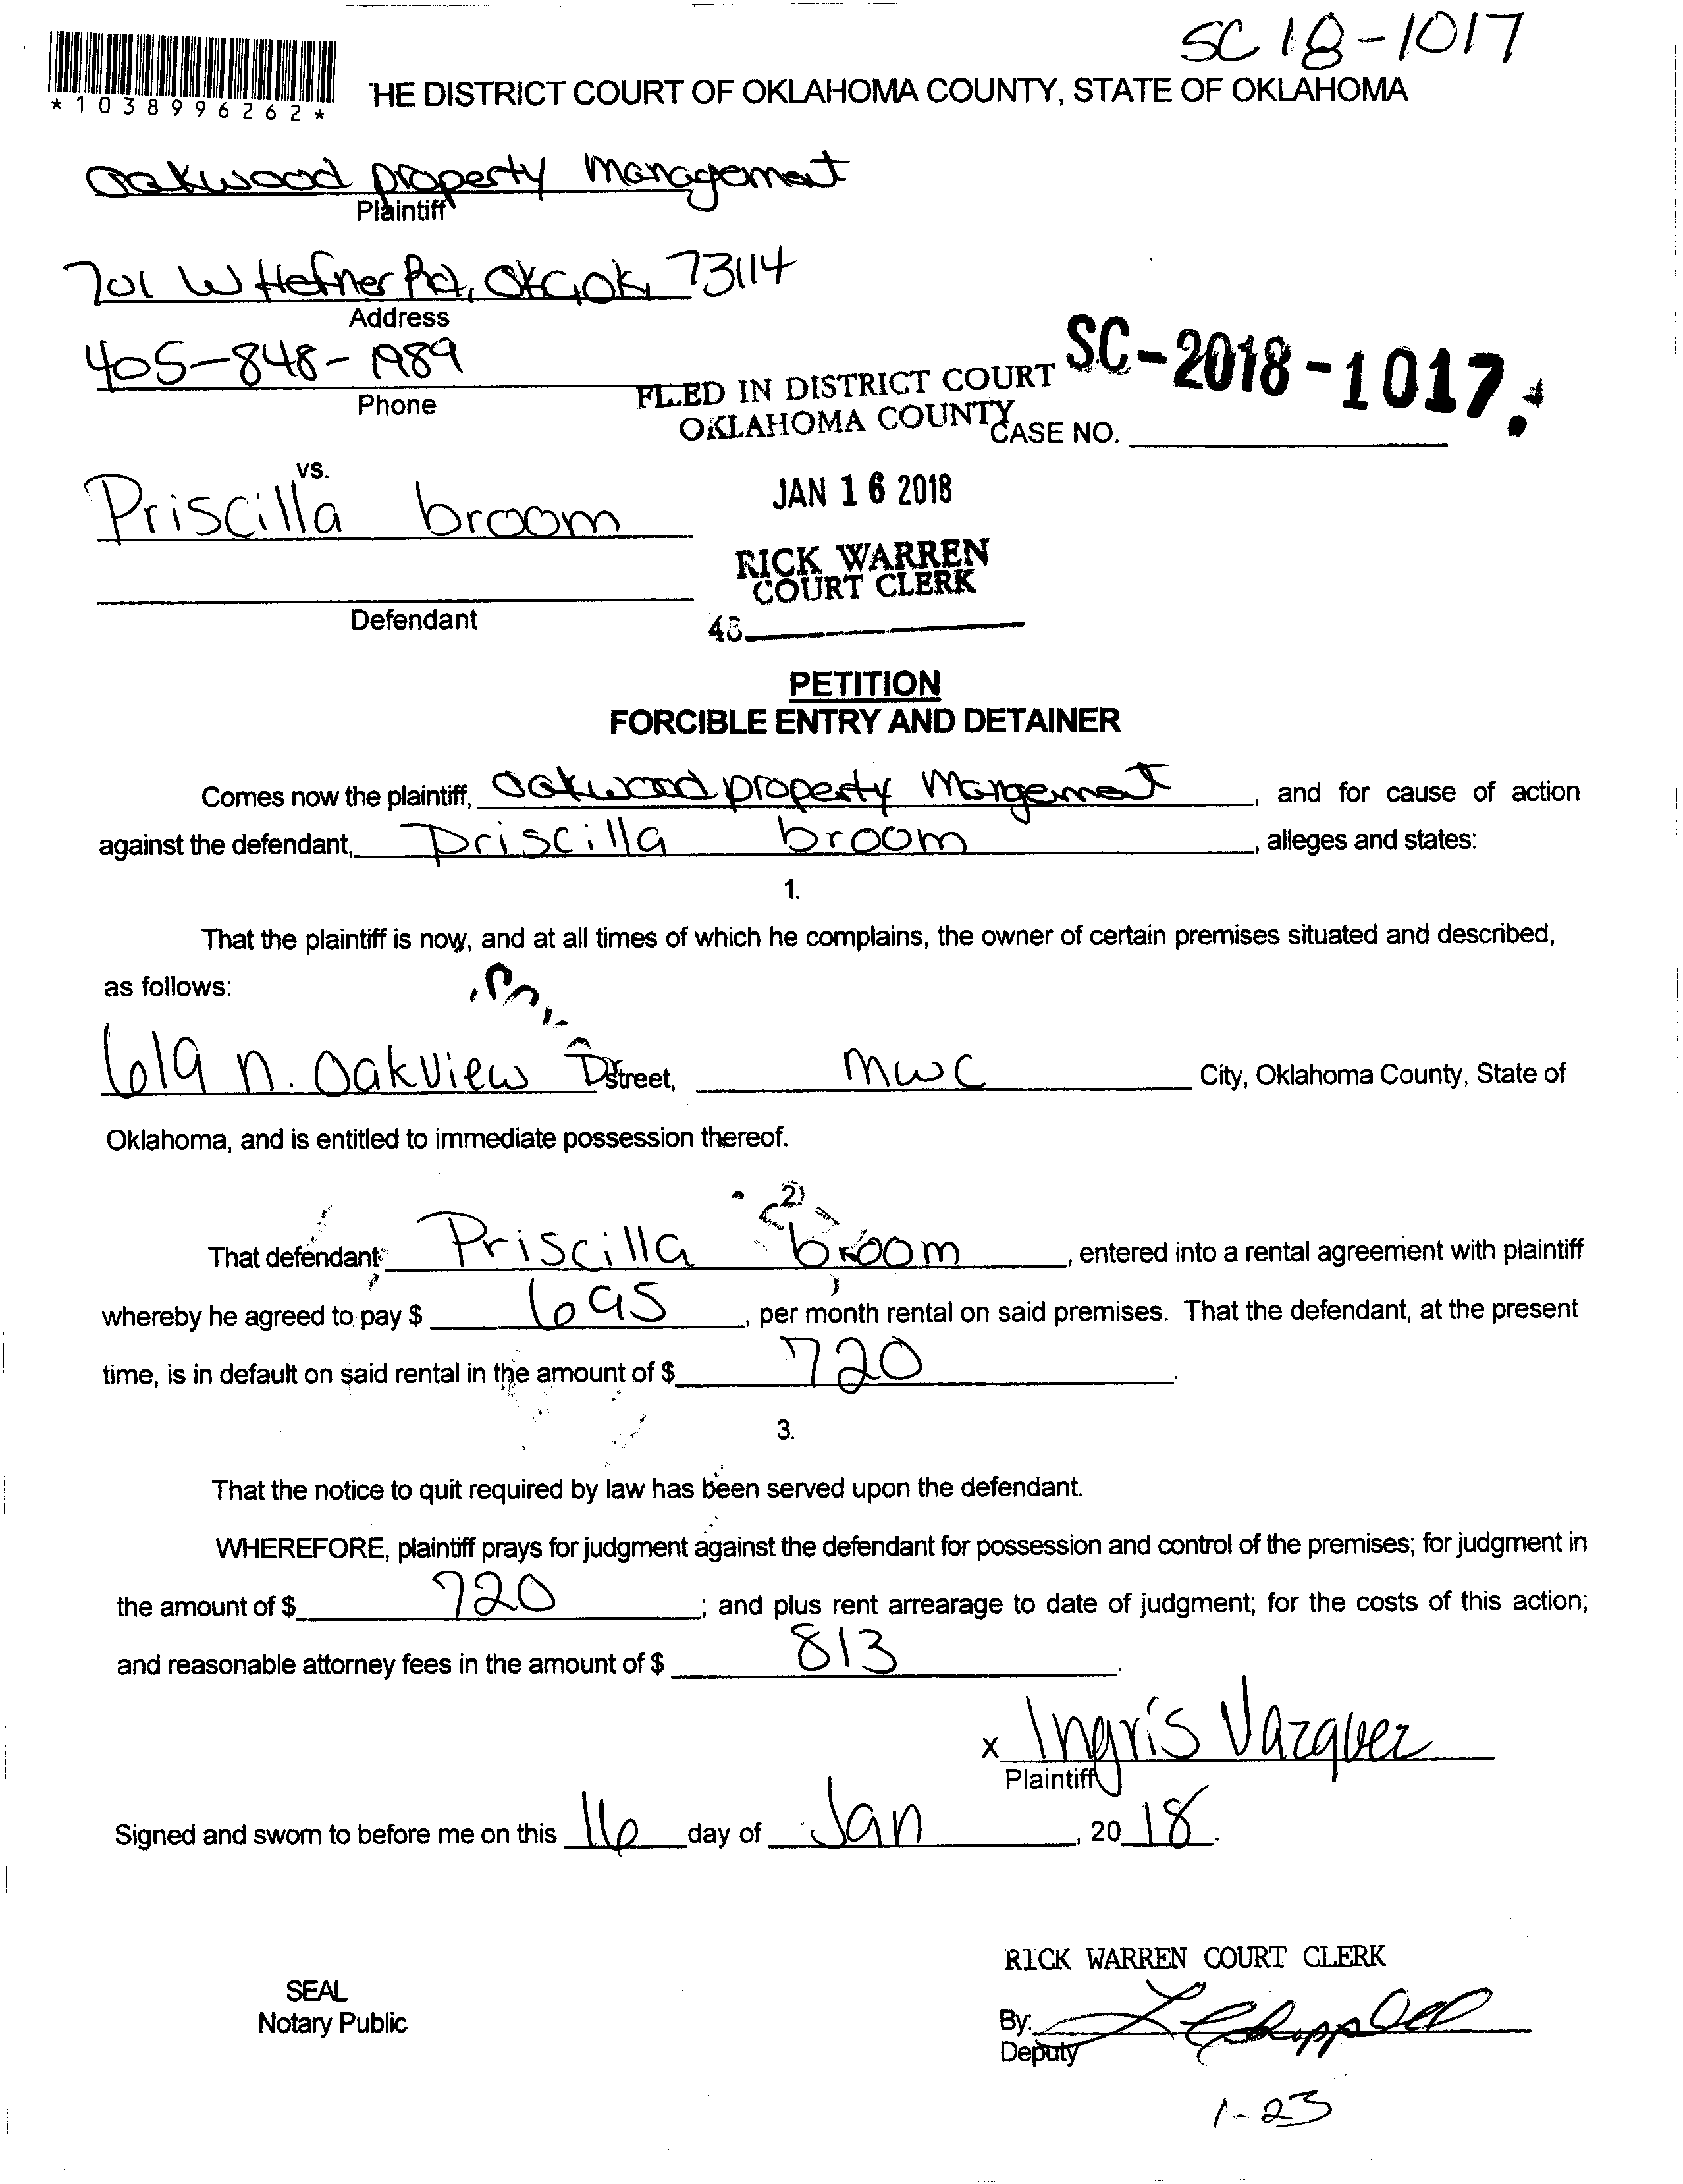 SC 18-1017
*1038996262*
THE DISTRICT COURT OF OKLAHOMA COUNTY, STATE OF OKLAHOMA
Oakwood property Management
Plaintiff
701 W Hefner Rd, OKC, OK, 73114
Address
405-848-1989
Phone
FILED IN DISTRICT COURT
OKLAHOMA COUNTY
SC-2018-1017
CASE NO.
vs.
Priscilla broom
JAN 16 2018
RICK WARREN
COURT CLERK
Defendant
48
PETITION
FORCIBLE ENTRY AND DETAINER
Comes now the plaintiff, Oakwood property Mangement, and for cause of action
against the defendant, Priscilla broom, alleges and states:
1.
That the plaintiff is now, and at all times of which he complains, the owner of certain premises situated and described,
as follows:
619 n. Oakview D Street, MWC City, Oklahoma County, State of
Oklahoma, and is entitled to immediate possession thereof.
2.
That defendant, Priscilla broom, entered into a rental agreement with plaintiff
whereby he agreed to pay $ 695, per month rental on said premises. That the defendant, at the present
time, is in default on said rental in the amount of $ 720.
3.
That the notice to quit required by law has been served upon the defendant.
WHEREFORE, plaintiff prays for judgment against the defendant for possession and control of the premises; for judgment in
the amount of $ 720; and plus rent arrearage to date of judgment; for the costs of this action;
and reasonable attorney fees in the amount of $ 813.
x Ingris Vazquez
Plaintiff
Signed and sworn to before me on this 16 day of Jan, 2018.
RICK WARREN COURT CLERK
SEAL
Notary Public
By: L Chappell
Deputy
1-23